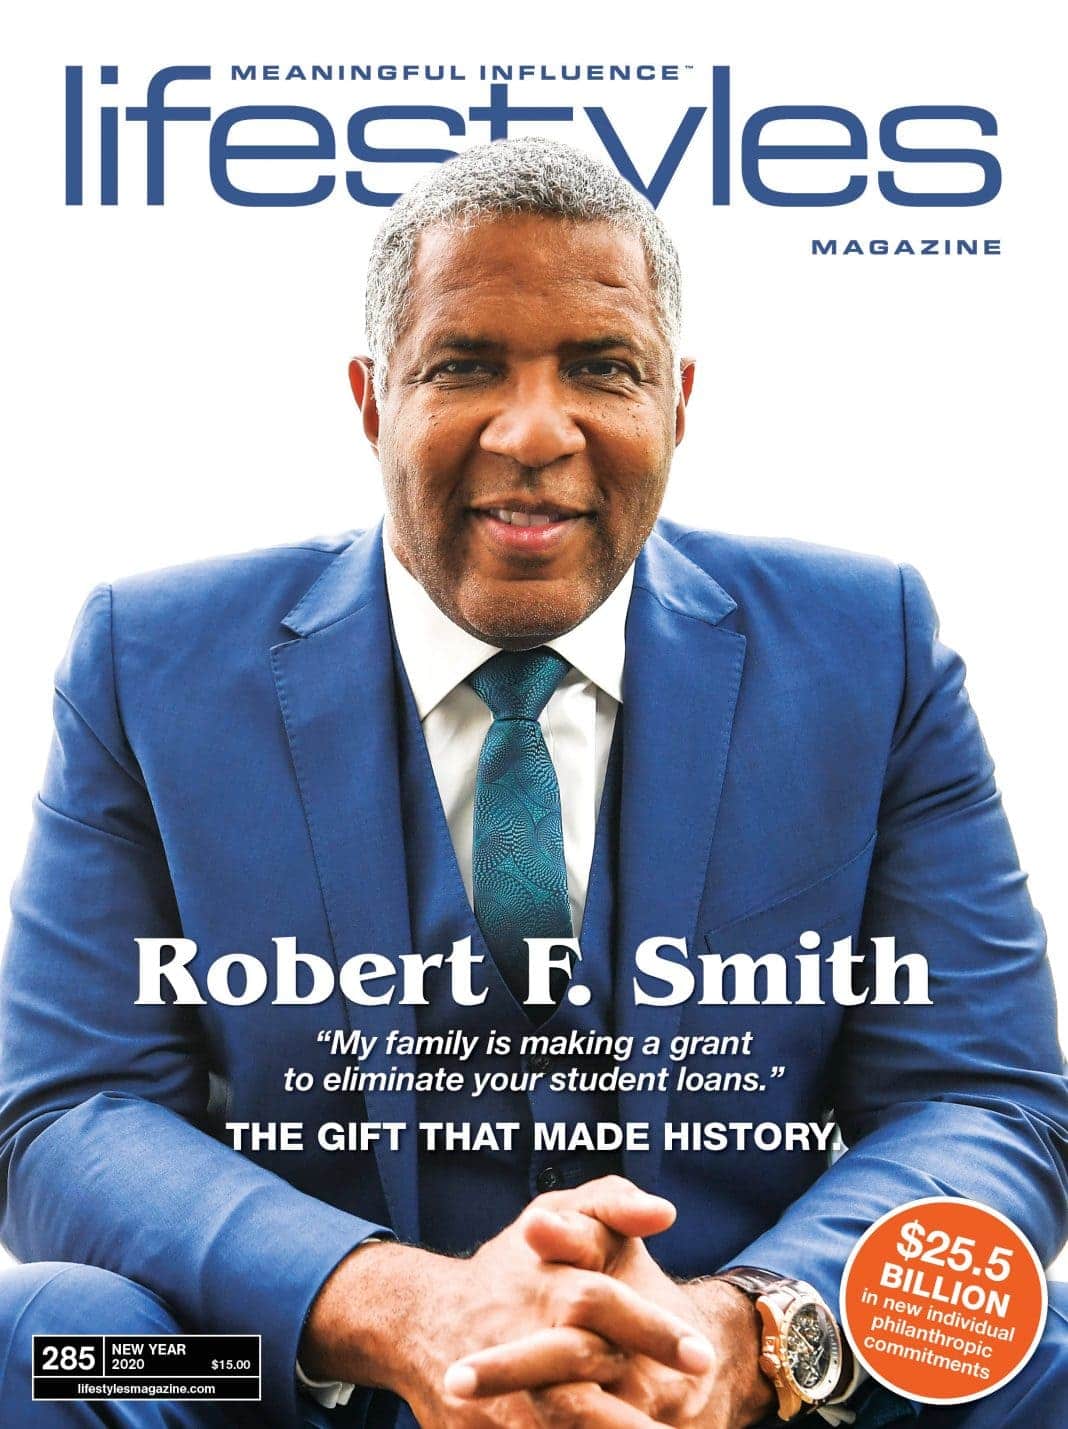 MEANINGFUL INFLUENCE™
lifestyles
MAGAZINE
Robert F. Smith
“My family is making a grant
to eliminate your student loans.”
THE GIFT THAT MADE HISTORY.
$25.5
BILLION
in new individual
philanthropic
commitments
285
NEW YEAR
2020
$15.00
lifestylesmagazine.com